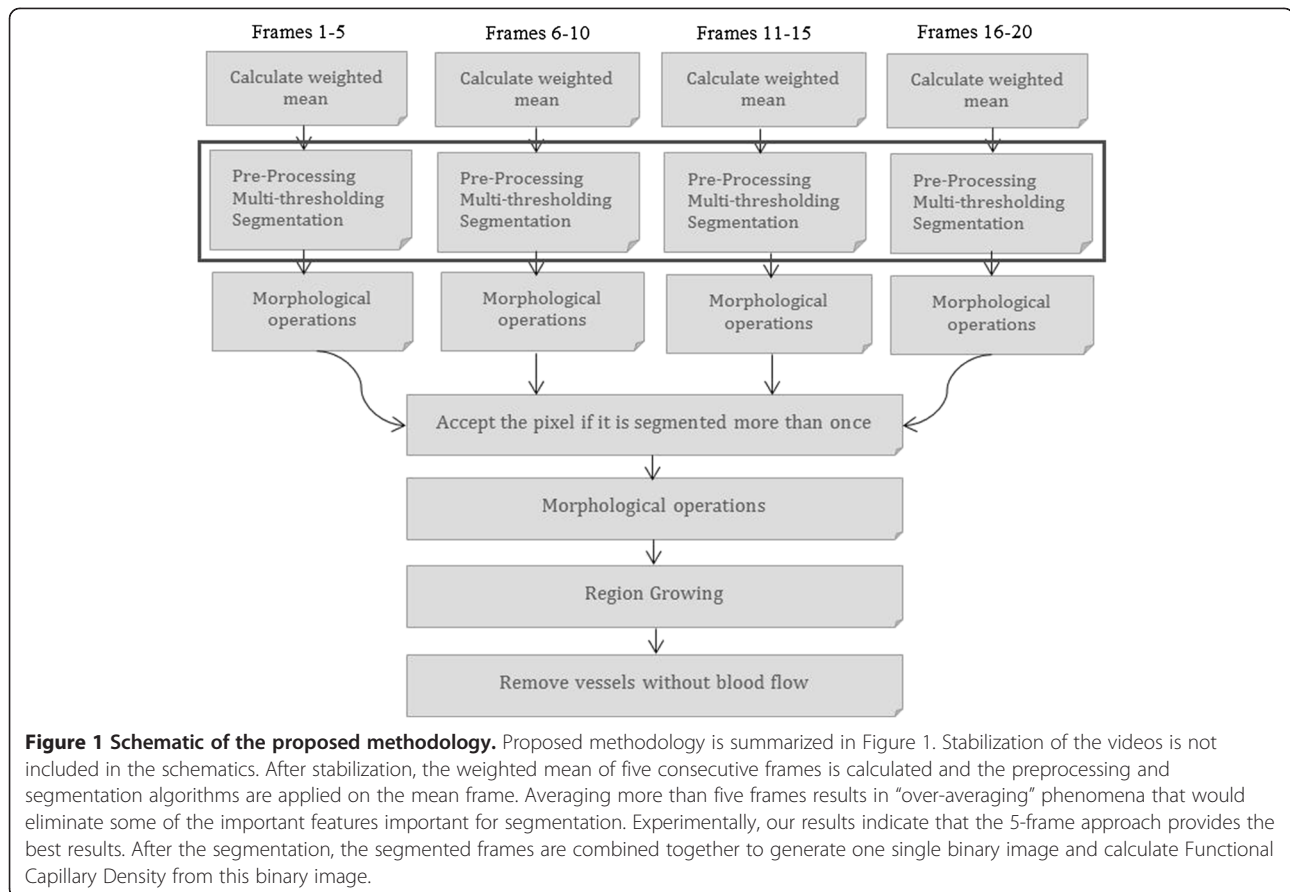 Frames 1-5
Frames 6-10
Frames 11-15
Frames 16-20
Calculate weighted
mean
Calculate weighted
mean
Calculate weighted
mean
Calculate weighted
mean
Pre-Processing
Multi-thresholding
Segmentation
Pre-Processing
Multi-thresholding
Segmentation
Pre-Processing
Multi-thresholding
Segmentation
Pre-Processing
Multi-thresholding
Segmentation
Morphological
operations
Morphological
operations
Morphological
operations
Morphological
operations
Accept the pixel if it is segmented more than once
Morphological operations
Region Growing
Remove vessels without blood flow
Figure 1 Schematic of the proposed methodology. Proposed methodology is summarized in Figure 1. Stabilization of the videos is not
included in the schematics. After stabilization, the weighted mean of five consecutive frames is calculated and the preprocessing and
segmentation algorithms are applied on the mean frame. Averaging more than five frames results in “over-averaging” phenomena that would
eliminate some of the important features important for segmentation. Experimentally, our results indicate that the 5-frame approach provides the
best results. After the segmentation, the segmented frames are combined together to generate one single binary image and calculate Functional
Capillary Density from this binary image.